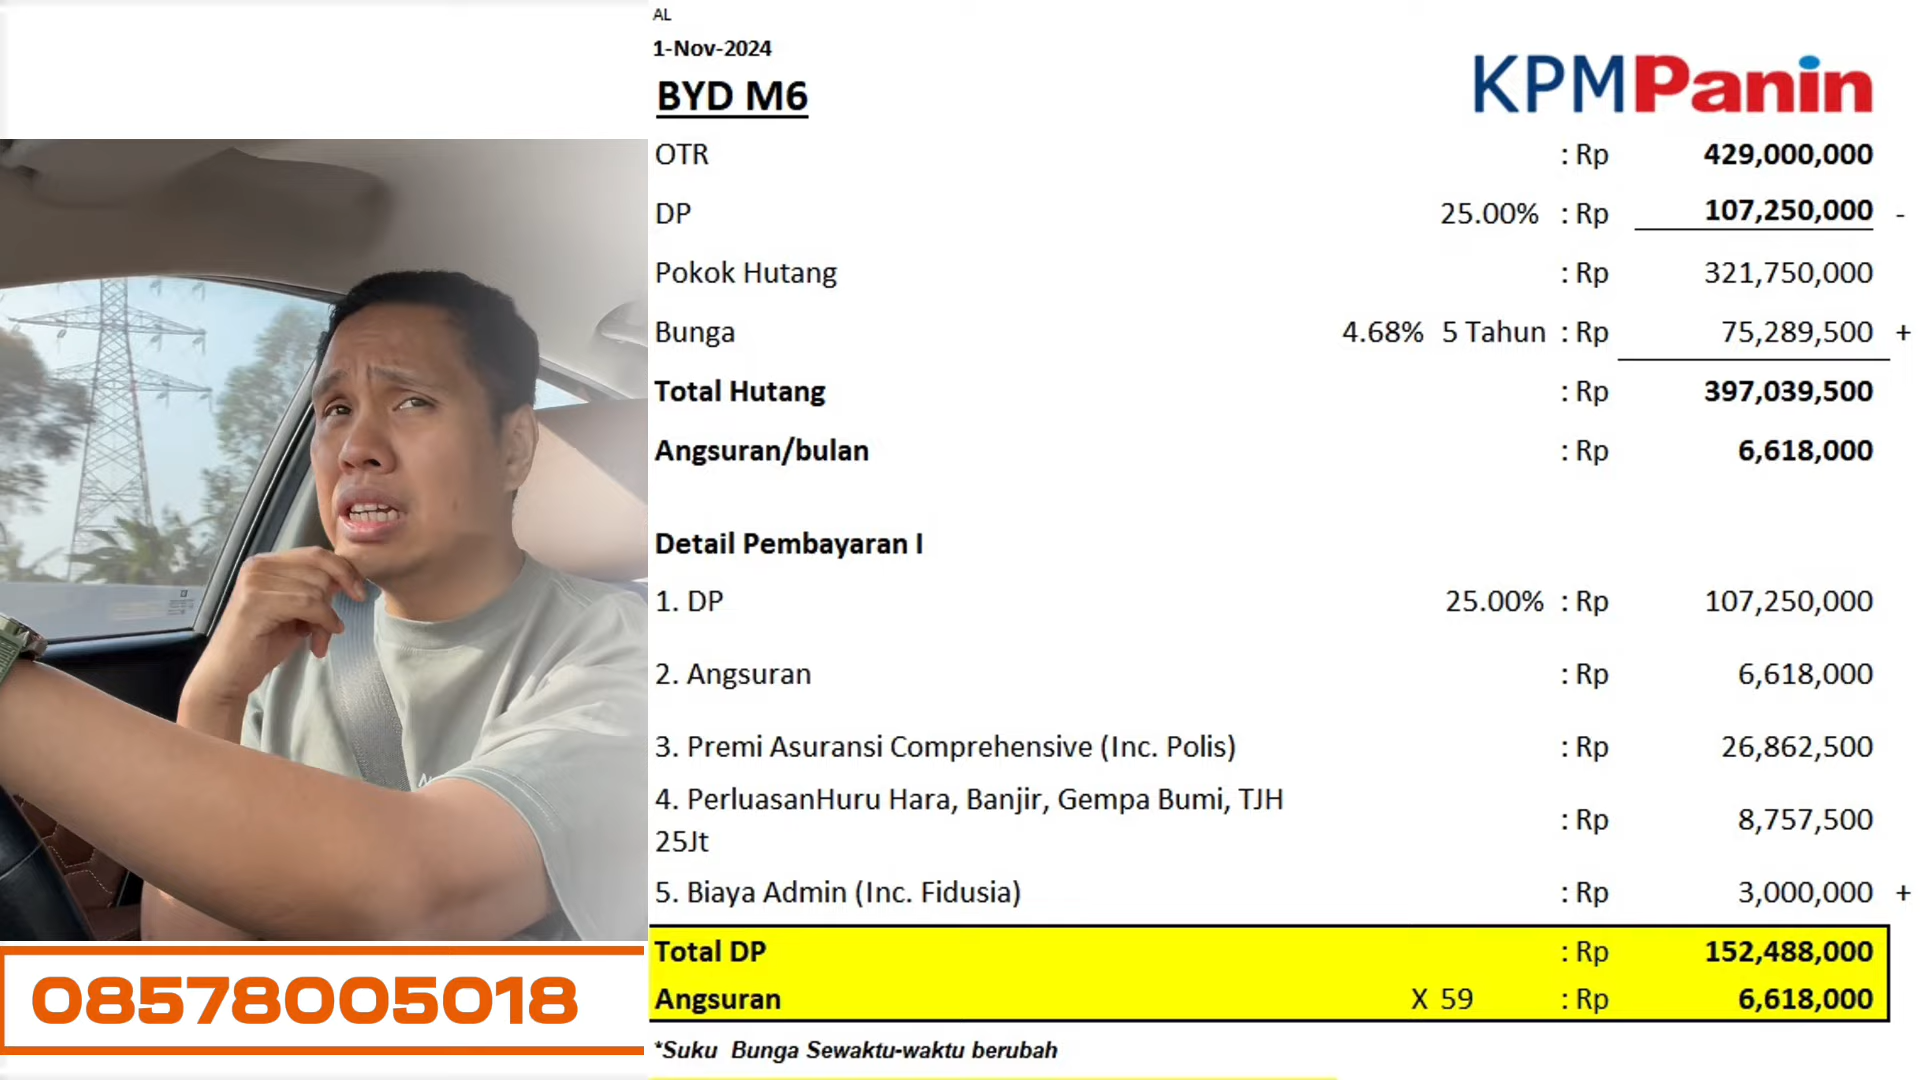 AL
1-Nov-2024
BYD M6
KPMPanin
OTR : Rp 429,000,000
DP 25.00% : Rp 107,250,000 -
Pokok Hutang : Rp 321,750,000
Bunga 4.68% 5 Tahun : Rp 75,289,500 +
Total Hutang : Rp 397,039,500
Angsuran/bulan : Rp 6,618,000
Detail Pembayaran I
1. DP 25.00% : Rp 107,250,000
2. Angsuran : Rp 6,618,000
3. Premi Asuransi Comprehensive (Inc. Polis) : Rp 26,862,500
4. PerluasanHuru Hara, Banjir, Gempa Bumi, TJH
25Jt : Rp 8,757,500
5. Biaya Admin (Inc. Fidusia) : Rp 3,000,000 +
Total DP : Rp 152,488,000
Angsuran X 59 : Rp 6,618,000
*Suku Bunga Sewaktu-waktu berubah
08578005018